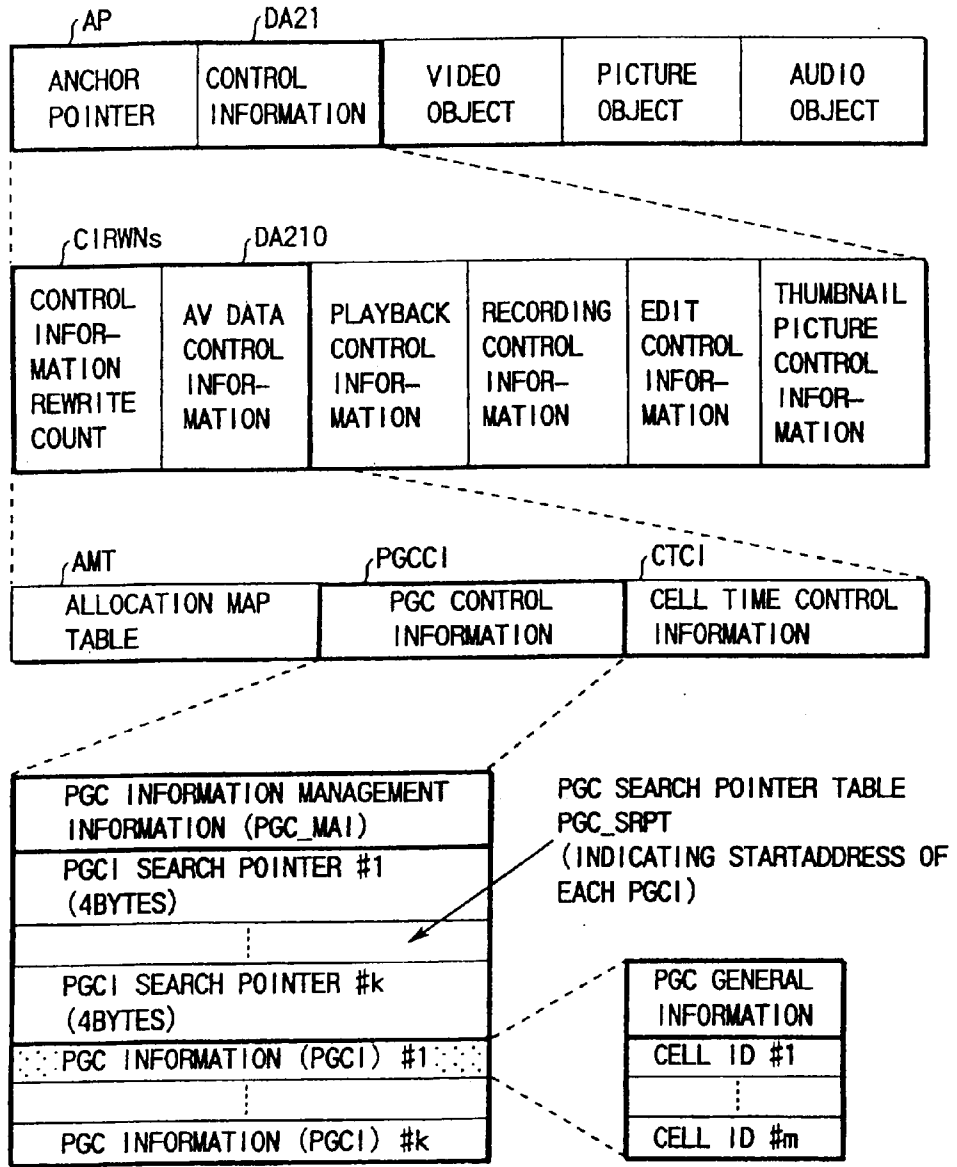 AP
DA21
ANCHOR
POINTER
CONTROL
INFORMATION
VIDEO
OBJECT
PICTURE
OBJECT
AUDIO
OBJECT
CIRWNs
DA210
CONTROL
INFOR-
MATION
REWRITE
COUNT
AV DATA
CONTROL
INFOR-
MATION
PLAYBACK
CONTROL
INFOR-
MATION
RECORDING
CONTROL
INFOR-
MATION
EDIT
CONTROL
INFOR-
MATION
THUMBNAIL
PICTURE
CONTROL
INFOR-
MATION
AMT
PGCCI
CTCI
ALLOCATION MAP
TABLE
PGC CONTROL
INFORMATION
CELL TIME CONTROL
INFORMATION
PGC INFORMATION MANAGEMENT
INFORMATION (PGC_MAI)
PGCI SEARCH POINTER #1
(4BYTES)
PGCI SEARCH POINTER #k
(4BYTES)
PGC INFORMATION (PGCI) #1
PGC INFORMATION (PGCI) #k
PGC SEARCH POINTER TABLE
PGC_SRPT
(INDICATING STARTADDRESS OF
EACH PGCI)
PGC GENERAL
INFORMATION
CELL ID #1
CELL ID #m